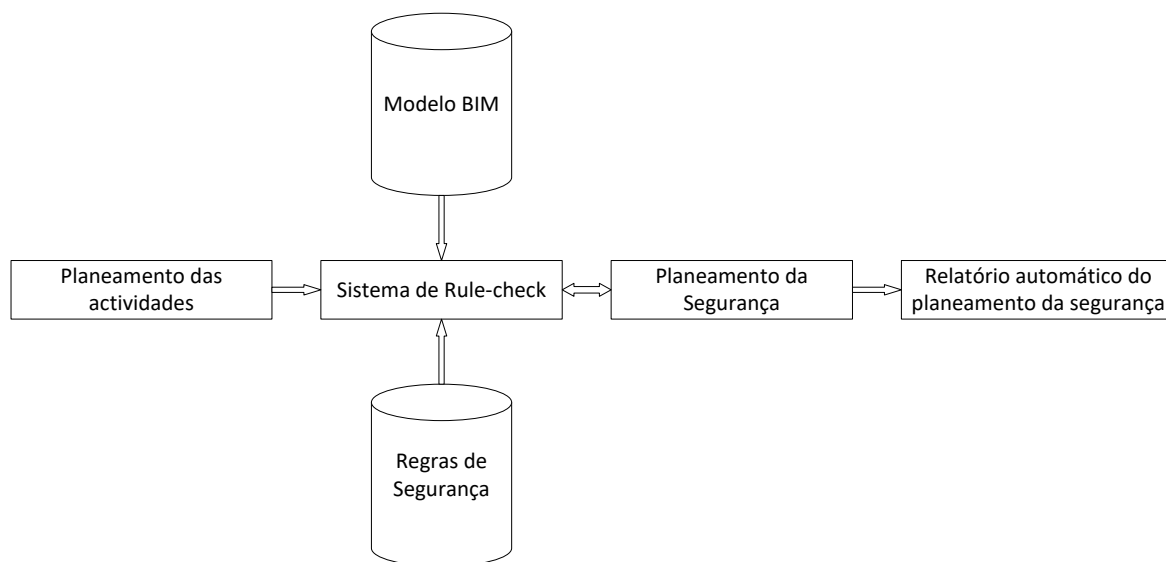 Modelo BIM
Planeamento das
actividades
Sistema de Rule-check
Planeamento da
Segurança
Relatório automático do
planeamento da segurança
Regras de
Segurança